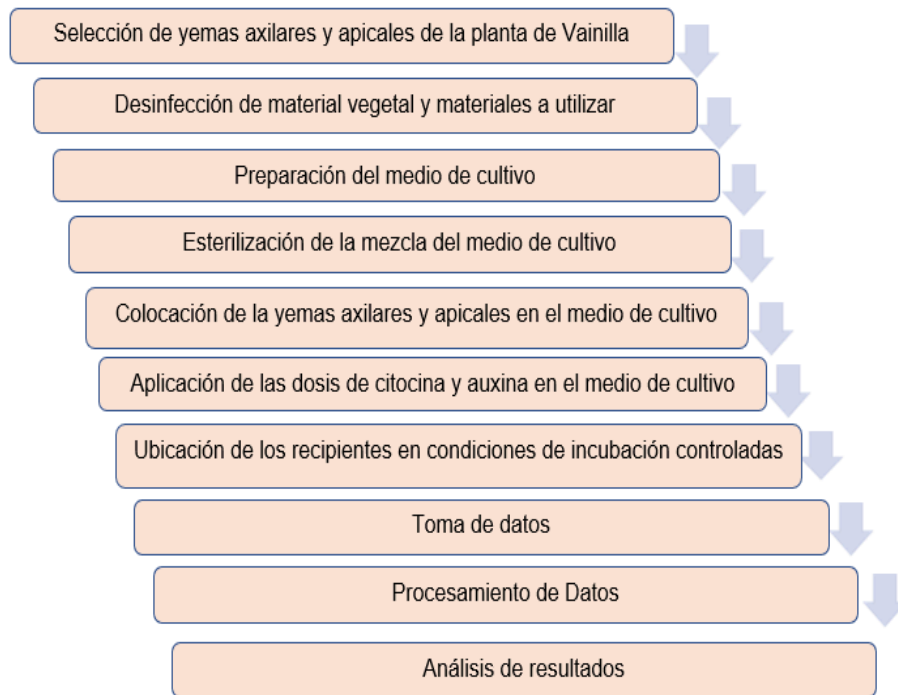 Selección de yemas axilares y apicales de la planta de Vainilla
Desinfección de material vegetal y materiales a utilizar
Preparación del medio de cultivo
Esterilización de la mezcla del medio de cultivo
Colocación de la yemas axilares y apicales en el medio de cultivo
Aplicación de las dosis de citocina y auxina en el medio de cultivo
Ubicación de los recipientes en condiciones de incubación controladas
Toma de datos
Procesamiento de Datos
Análisis de resultados